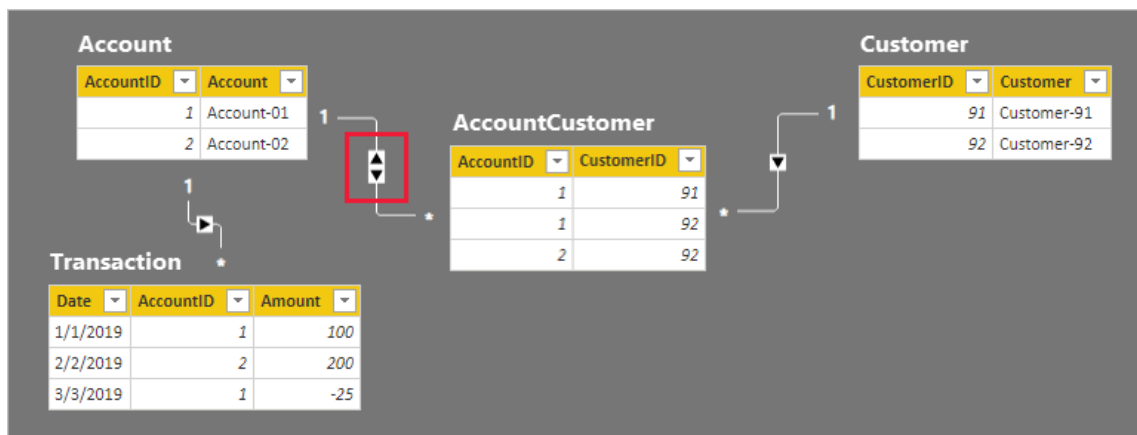 Account
AccountID Account
1 Account-01
2 Account-02
1
*
Customer
CustomerID Customer
91 Customer-91
92 Customer-92
1
*
AccountCustomer
AccountID CustomerID
1 91
1 92
2 92
1
*
Transaction
Date AccountID Amount
1/1/2019 1 100
2/2/2019 2 200
3/3/2019 1 -25